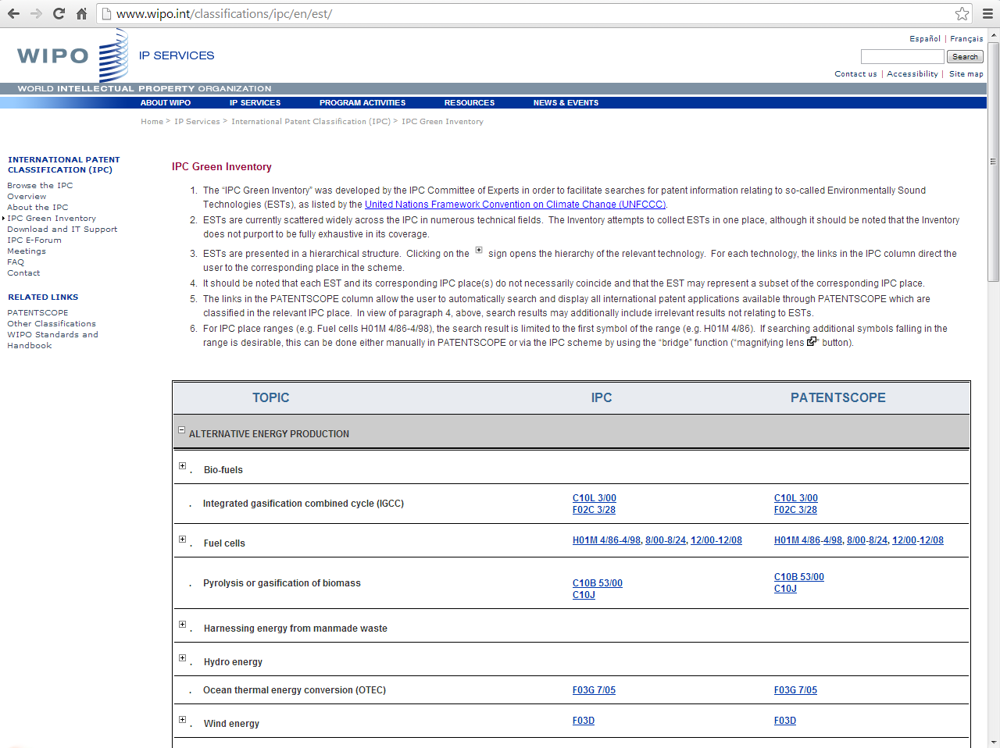 www.wipo.int/classifications/ipc/en/est/
WIPO
IP SERVICES
Español | Français
Search
Contact us | Accessibility | Site map
WORLD INTELLECTUAL PROPERTY ORGANIZATION
ABOUT WIPO IP SERVICES PROGRAM ACTIVITIES RESOURCES NEWS & EVENTS
Home > IP Services > International Patent Classification (IPC) > IPC Green Inventory
INTERNATIONAL PATENT
CLASSIFICATION (IPC)
Browse the IPC
Overview
About the IPC
IPC Green Inventory
Download and IT Support
IPC E-Forum
Meetings
FAQ
Contact
RELATED LINKS
PATENTSCOPE
Other Classifications
WIPO Standards and
Handbook
IPC Green Inventory
1. The “IPC Green Inventory” was developed by the IPC Committee of Experts in order to facilitate searches for patent information relating to so-called Environmentally Sound
Technologies (ESTs), as listed by the United Nations Framework Convention on Climate Change (UNFCCC).
2. ESTs are currently scattered widely across the IPC in numerous technical fields. The Inventory attempts to collect ESTs in one place, although it should be noted that the Inventory
does not purport to be fully exhaustive in its coverage.
3. ESTs are presented in a hierarchical structure. Clicking on the sign opens the hierarchy of the relevant technology. For each technology, the links in the IPC column direct the
user to the corresponding place in the scheme.
4. It should be noted that each EST and its corresponding IPC place(s) do not necessarily coincide and that the EST may represent a subset of the corresponding IPC place.
5. The links in the PATENTSCOPE column allow the user to automatically search and display all international patent applications available through PATENTSCOPE which are
classified in the relevant IPC place. In view of paragraph 4, above, search results may additionally include irrelevant results not relating to ESTs.
6. For IPC place ranges (e.g. Fuel cells H01M 4/86-4/98), the search result is limited to the first symbol of the range (e.g. H01M 4/86). If searching additional symbols falling in the
range is desirable, this can be done either manually in PATENTSCOPE or via the IPC scheme by using the “bridge” function (“magnifying lens ” button).
TOPIC IPC PATENTSCOPE
ALTERNATIVE ENERGY PRODUCTION
. Bio-fuels
. Integrated gasification combined cycle (IGCC)
C10L 3/00 C10L 3/00
F02C 3/28 F02C 3/28
. Fuel cells H01M 4/86-4/98, 8/00-8/24, 12/00-12/08 H01M 4/86-4/98, 8/00-8/24, 12/00-12/08
. Pyrolysis or gasification of biomass
C10B 53/00 C10B 53/00
C10J C10J
. Harnessing energy from manmade waste
. Hydro energy
. Ocean thermal energy conversion (OTEC) F03G 7/05 F03G 7/05
. Wind energy F03D F03D